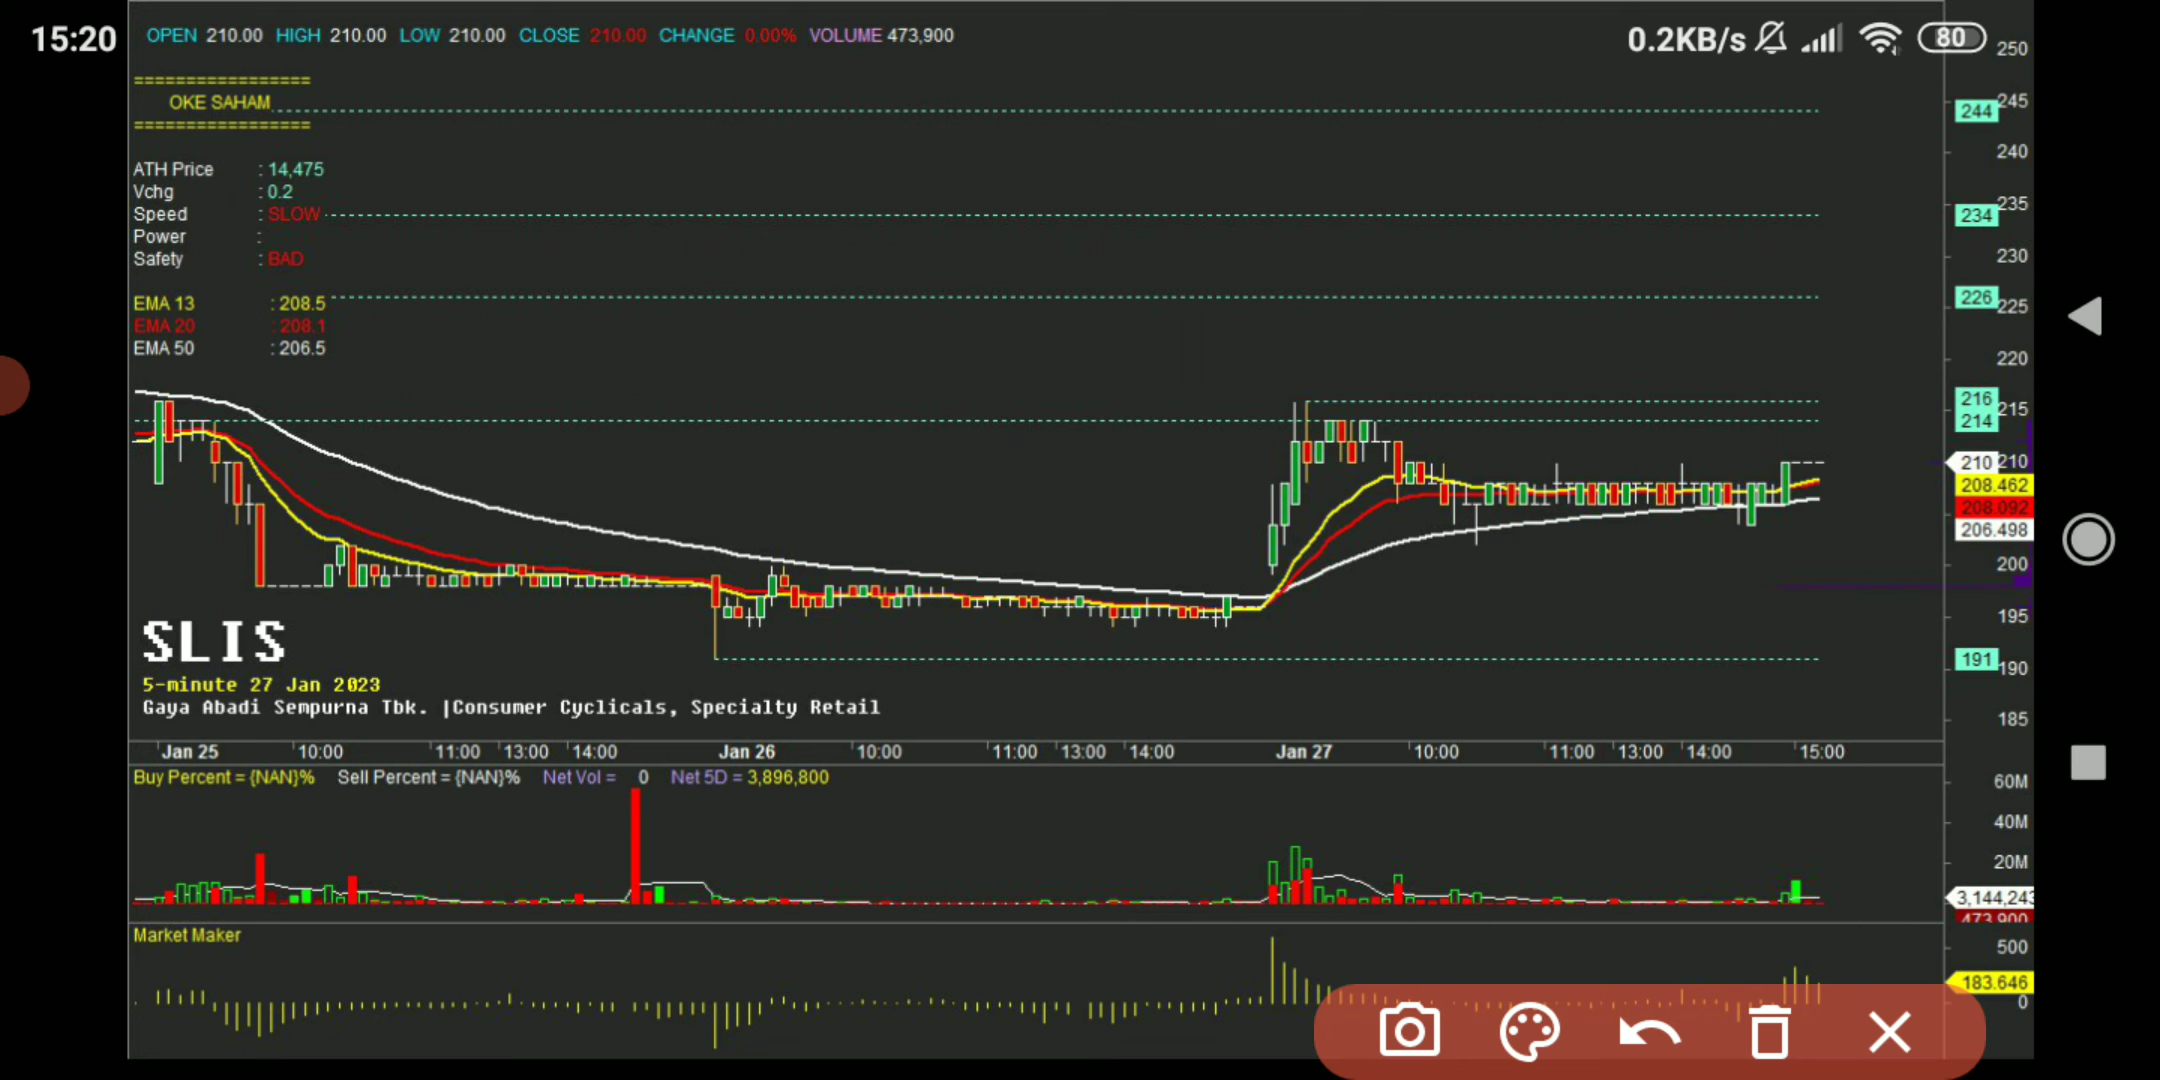 15:20 OPEN 210.00 HIGH 210.00 LOW 210.00 CLOSE 210.00 CHANGE 0.00% VOLUME 473,900 0.2KB/s 80
=================
OKE SAHAM
=================
ATH Price : 14,475
Vchg : 0.2
Speed : SLOW
Power :
Safety : BAD
EMA 13 : 208.5
EMA 20 : 208.1
EMA 50 : 206.5
250
244 245
240
234 235
230
226 225
220
216
214 215
210 210
208.462
208.092
206.498
200
195
191 190
185
SLIS
5-minute 27 Jan 2023
Gaya Abadi Sempurna Tbk. |Consumer Cyclicals, Specialty Retail
Jan 25 10:00 11:00 13:00 14:00 Jan 26 10:00 11:00 13:00 14:00 Jan 27 10:00 11:00 13:00 14:00 15:00
Buy Percent = {NAN}% Sell Percent = {NAN}% Net Vol = 0 Net 5D = 3,896,800
60M
40M
20M
3,144,243
473,900
Market Maker
500
183.646
0